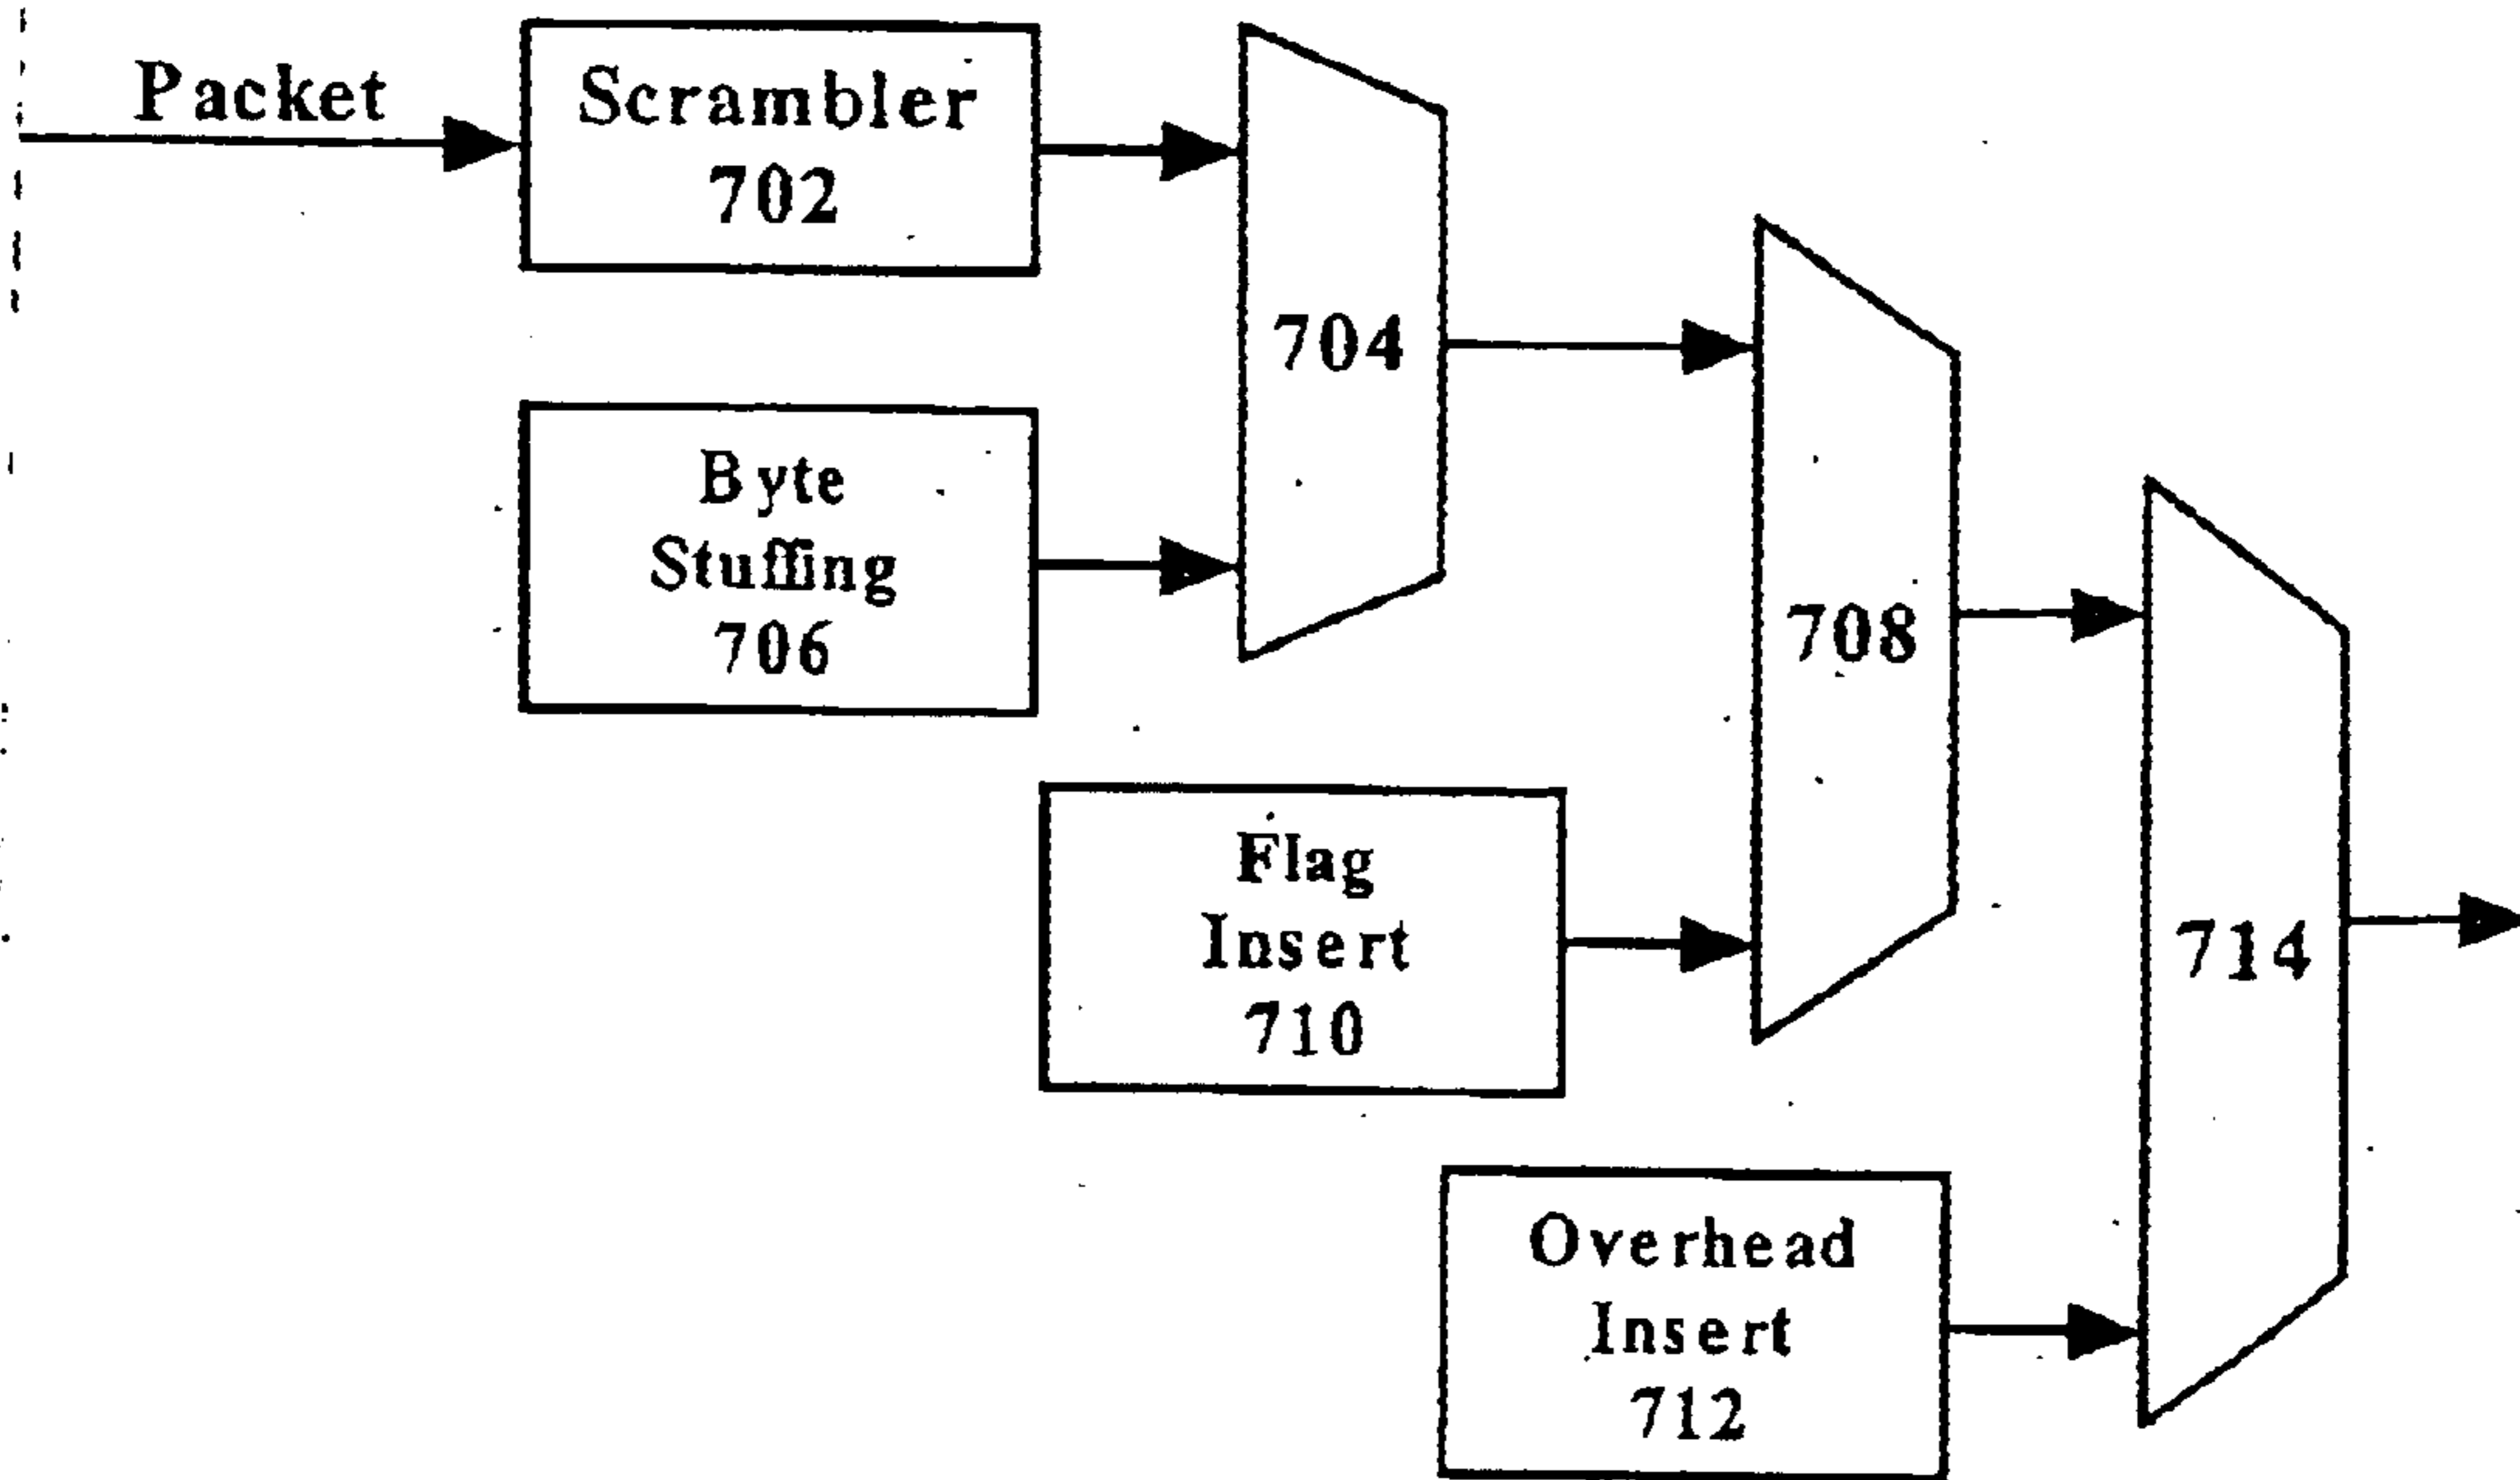 Packet
Scrambler
702
704
Byte
Stuffing
706
708
Flag
Insert
710
714
Overhead
Insert
712